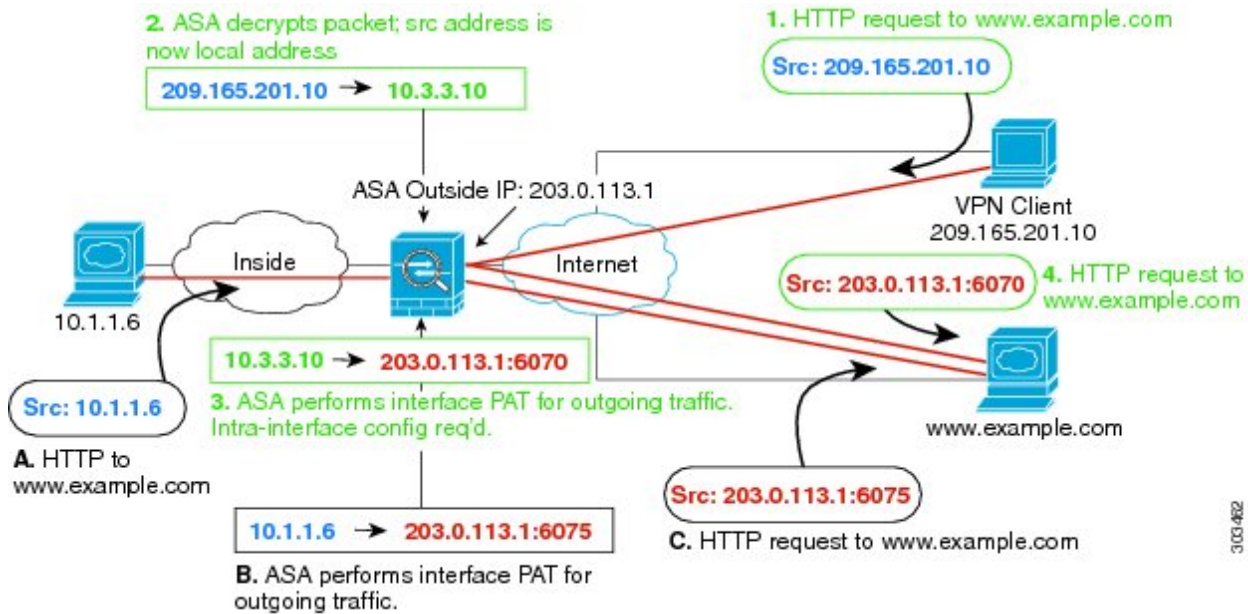 2. ASA decrypts packet; src address is
now local address
209.165.201.10 → 10.3.3.10
1. HTTP request to www.example.com
Src: 209.165.201.10
ASA Outside IP: 203.0.113.1
VPN Client
209.165.201.10
Inside
Internet
10.1.1.6
Src: 203.0.113.1:6070
4. HTTP request to
www.example.com
10.3.3.10 → 203.0.113.1:6070
3. ASA performs interface PAT for outgoing traffic.
Intra-interface config req'd.
Src: 10.1.1.6
A. HTTP to
www.example.com
www.example.com
Src: 203.0.113.1:6075
C. HTTP request to www.example.com
10.1.1.6 → 203.0.113.1:6075
B. ASA performs interface PAT for
outgoing traffic.
303462